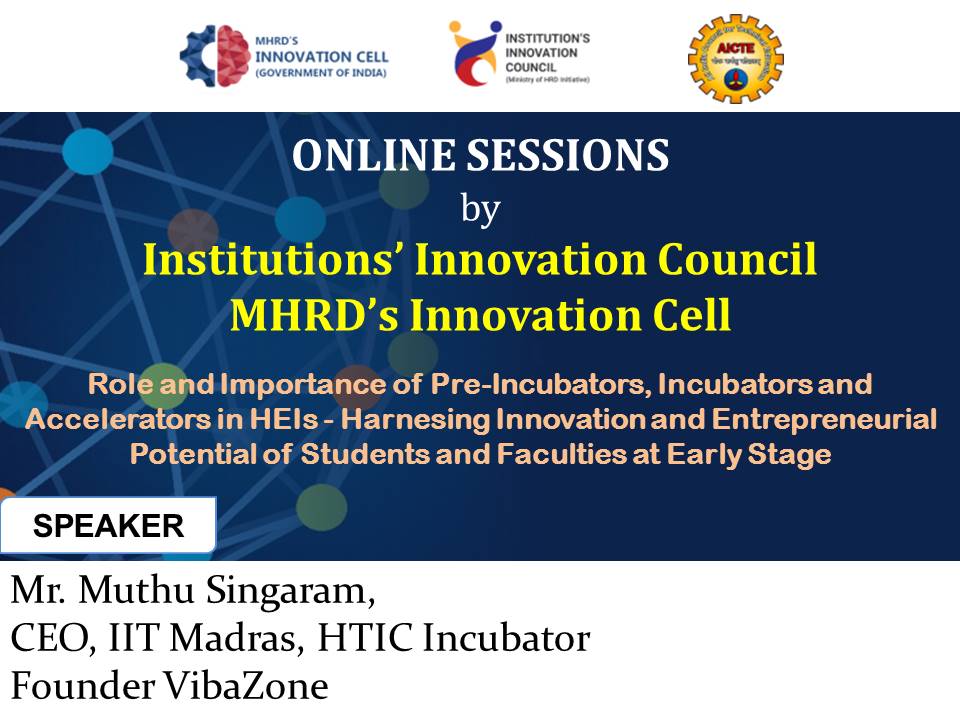 MHRD'S
INNOVATION CELL
(GOVERNMENT OF INDIA)
INSTITUTION'S
INNOVATION
COUNCIL
(Ministry of HRD Initiative)
AICTE
ONLINE SESSIONS
by
Institutions’ Innovation Council
MHRD’s Innovation Cell
Role and Importance of Pre-Incubators, Incubators and
Accelerators in HEIs - Harnesing Innovation and Entrepreneurial
Potential of Students and Faculties at Early Stage
SPEAKER
Mr. Muthu Singaram,
CEO, IIT Madras, HTIC Incubator
Founder VibaZone